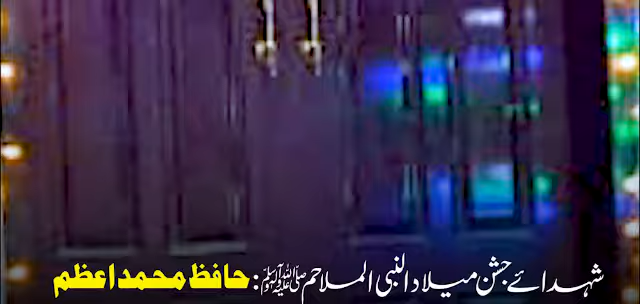 شہدائے جشن میلاد النبی الملاحم ﷺ: حافظ محمد اعظم